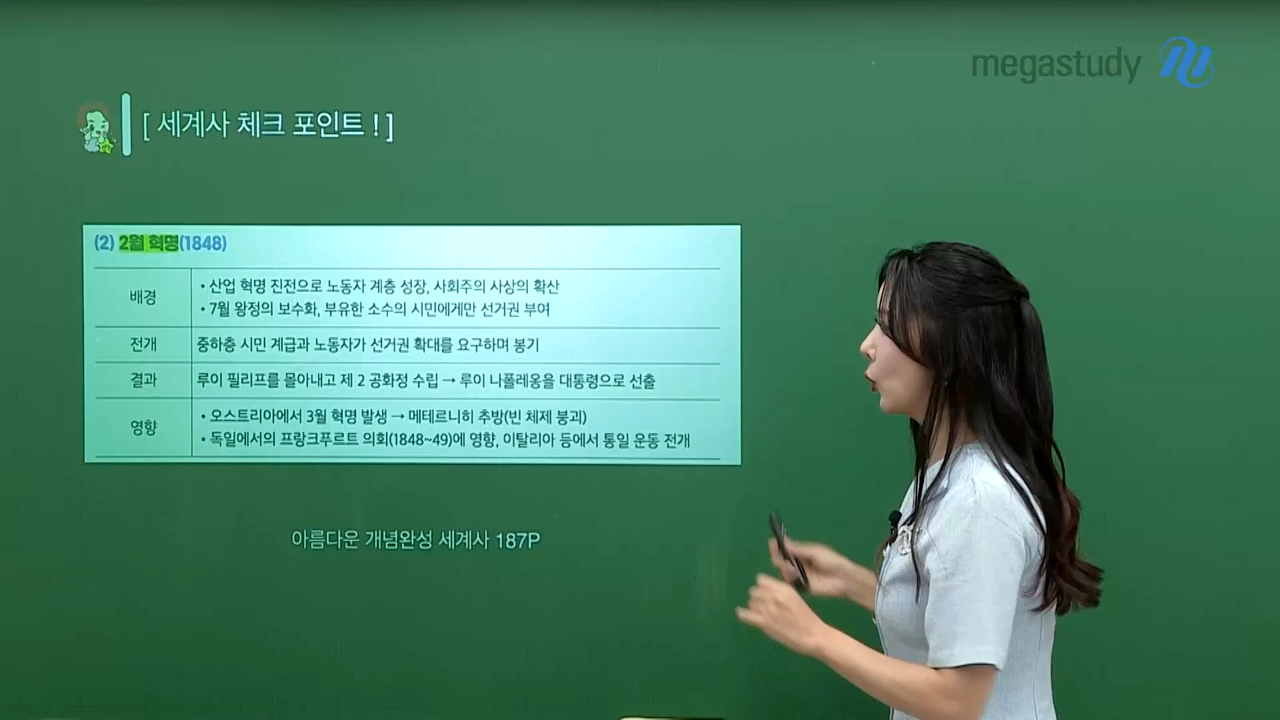 megastudy
[ 세계사 체크 포인트 ! ]
(2) 2월 혁명(1848)
배경
• 산업 혁명 진전으로 노동자 계층 성장, 사회주의 사상의 확산
• 7월 왕정의 보수화, 부유한 소수의 시민에게만 선거권 부여
전개
중하층 시민 계급과 노동자가 선거권 확대를 요구하며 봉기
결과
루이 필리프를 몰아내고 제 2 공화정 수립 → 루이 나폴레옹을 대통령으로 선출
영향
• 오스트리아에서 3월 혁명 발생 → 메테르니히 추방(빈 체제 붕괴)
• 독일에서의 프랑크푸르트 의회(1848~49)에 영향, 이탈리아 등에서 통일 운동 전개
아름다운 개념완성 세계사 187P